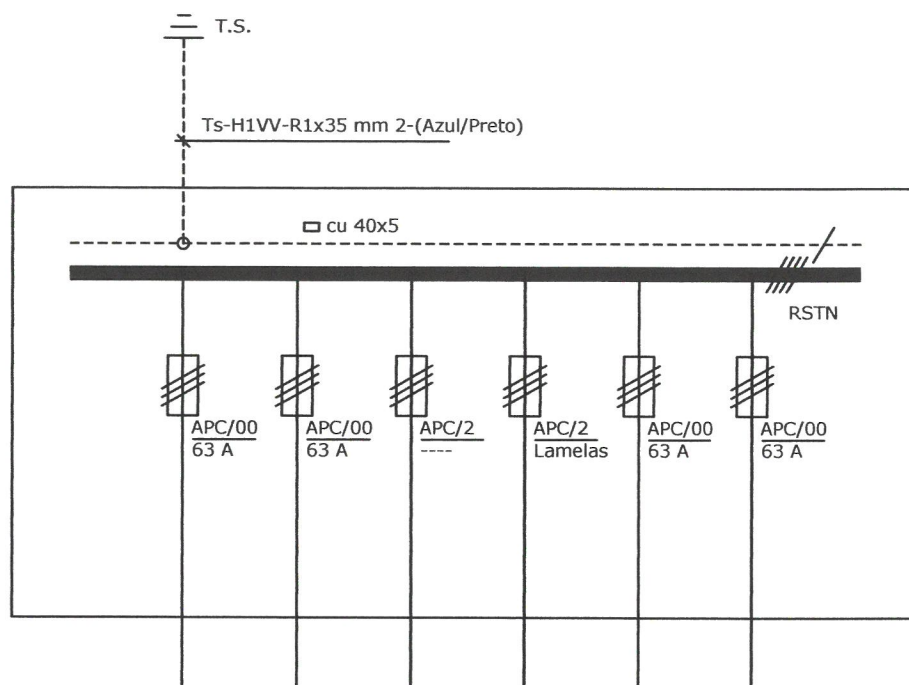 T.S.
Ts-H1VV-R1x35 mm 2-(Azul/Preto)
cu 40x5
RSTN
APC/00
63 A
APC/00
63 A
APC/2
----
APC/2
Lamelas
APC/00
63 A
APC/00
63 A